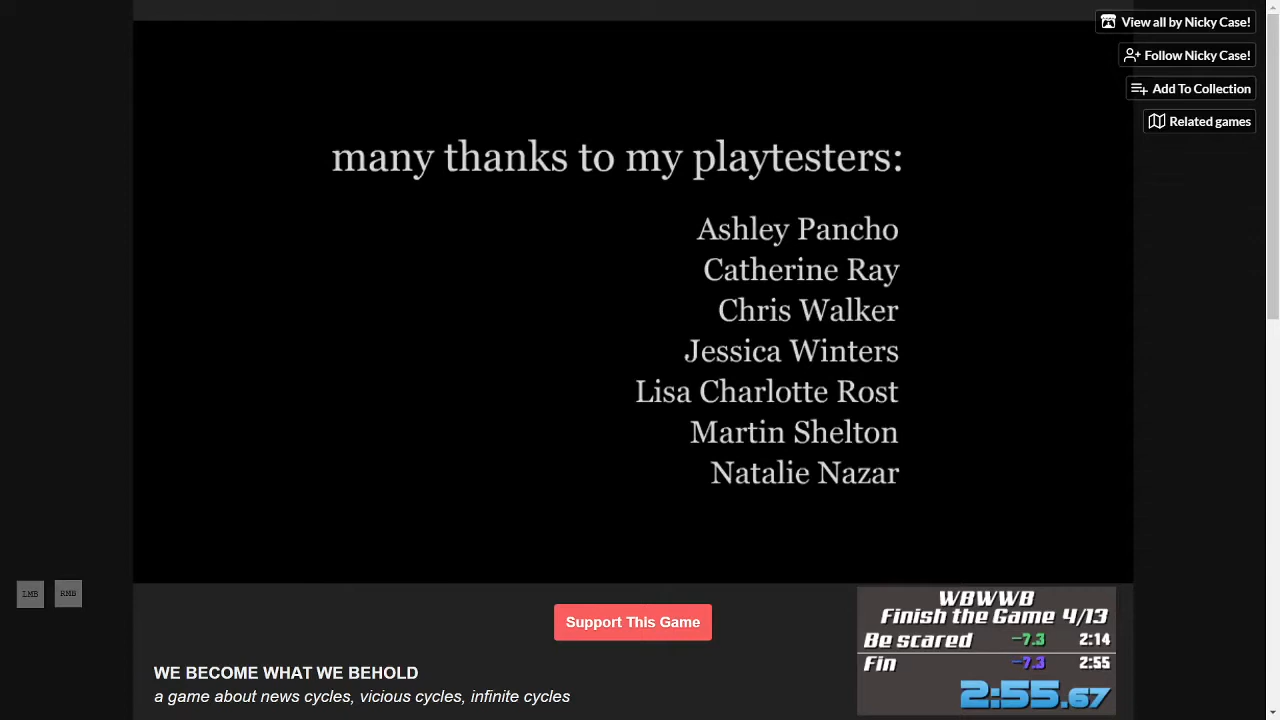 View all by Nicky Case!
Follow Nicky Case!
Add To Collection
Related games
many thanks to my playtesters:
Ashley Pancho
Catherine Ray
Chris Walker
Jessica Winters
Lisa Charlotte Rost
Martin Shelton
Natalie Nazar
LMB RMB
Support This Game
WBWWB
Finish the Game 4/13
Be scared -7.3 2:14
Fin -7.3 2:55
2:55.67
WE BECOME WHAT WE BEHOLD
a game about news cycles, vicious cycles, infinite cycles